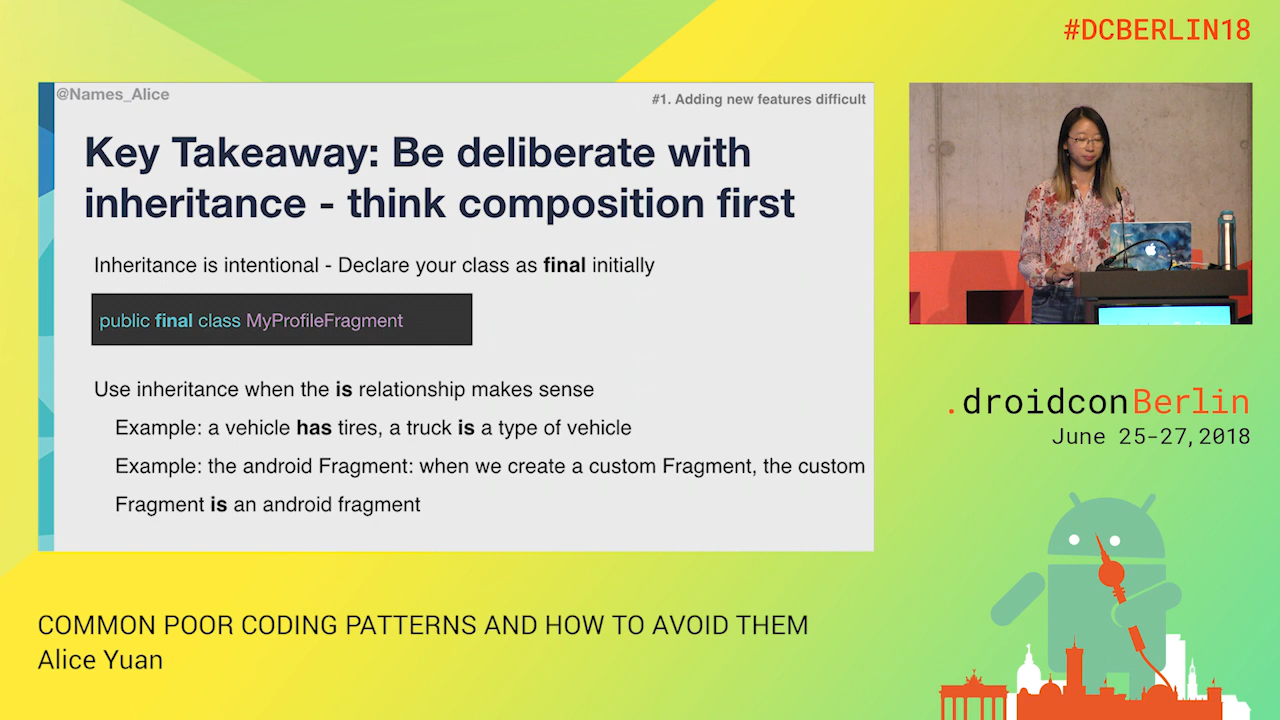 #DCBERLIN18
@Names_Alice
#1. Adding new features difficult
Key Takeaway: Be deliberate with
inheritance - think composition first
Inheritance is intentional - Declare your class as final initially
public final class MyProfileFragment
Use inheritance when the is relationship makes sense
Example: a vehicle has tires, a truck is a type of vehicle
Example: the android Fragment: when we create a custom Fragment, the custom
Fragment is an android fragment
.droidconBerlin
June 25-27,2018
COMMON POOR CODING PATTERNS AND HOW TO AVOID THEM
Alice Yuan